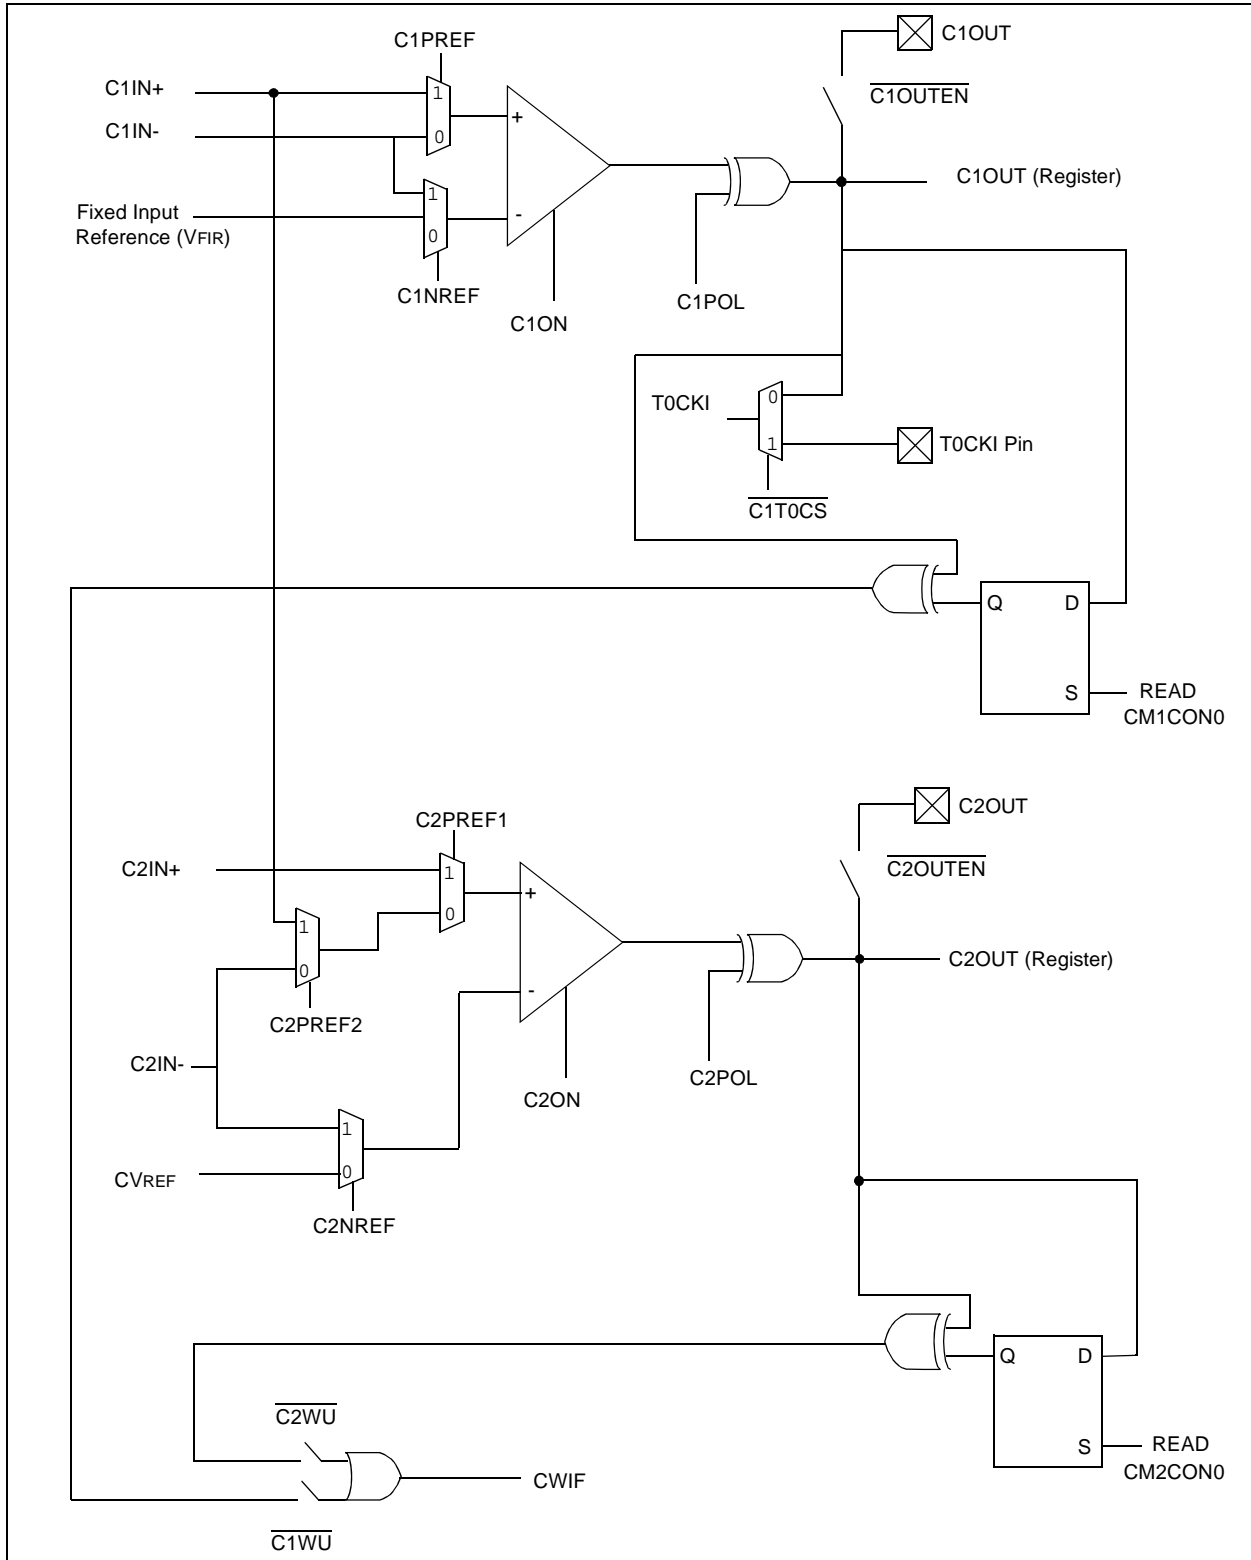 C1OUT
C1PREF
C1OUTEN
C1IN+
1
+
C1IN-
0
C1OUT (Register)
1
Fixed Input
Reference (VFIR)
-
0
C1NREF
C1POL
C1ON
T0CKI
0
1
T0CKI Pin
C1T0CS
Q
D
S
READ
CM1CON0
C2OUT
C2PREF1
C2OUTEN
C2IN+
1
+
0
1
0
C2OUT (Register)
-
C2PREF2
C2IN-
C2POL
C2ON
1
CVREF
0
C2NREF
Q
D
C2WU
S
READ
CM2CON0
CWIF
C1WU